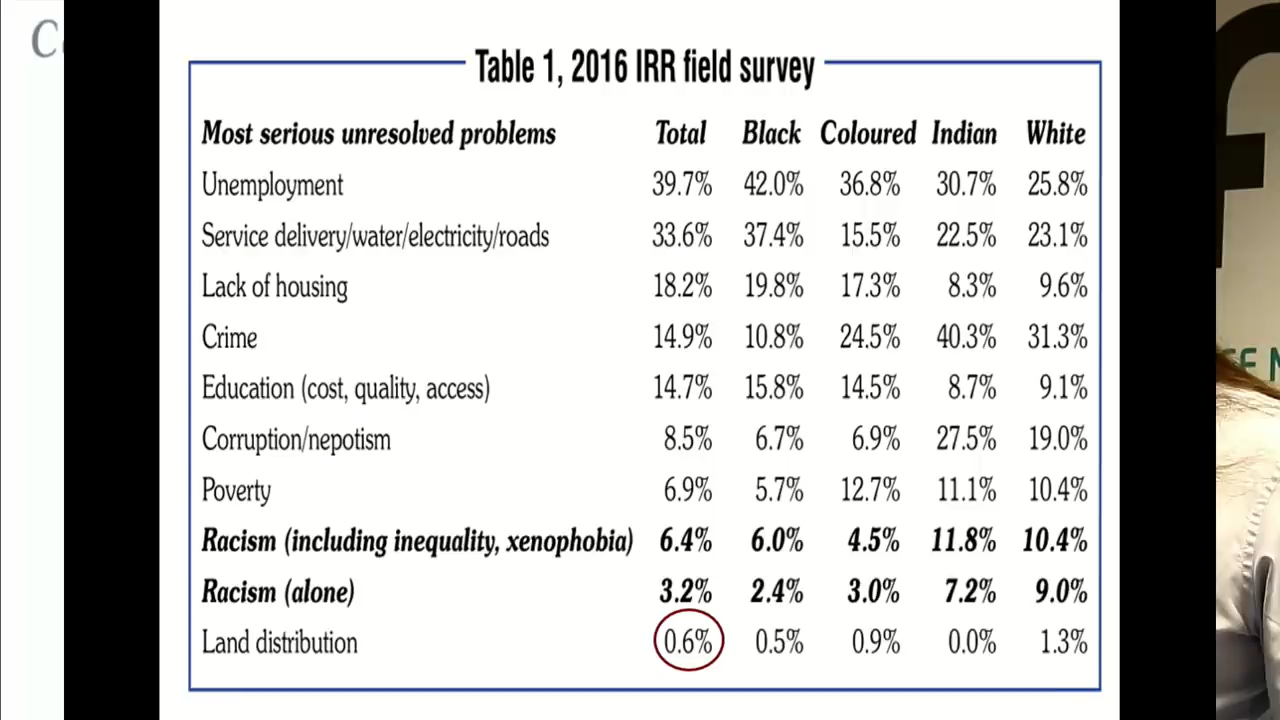 Table 1, 2016 IRR field survey
Most serious unresolved problems Total Black Coloured Indian White
Unemployment 39.7% 42.0% 36.8% 30.7% 25.8%
Service delivery/water/electricity/roads 33.6% 37.4% 15.5% 22.5% 23.1%
Lack of housing 18.2% 19.8% 17.3% 8.3% 9.6%
Crime 14.9% 10.8% 24.5% 40.3% 31.3%
Education (cost, quality, access) 14.7% 15.8% 14.5% 8.7% 9.1%
Corruption/nepotism 8.5% 6.7% 6.9% 27.5% 19.0%
Poverty 6.9% 5.7% 12.7% 11.1% 10.4%
Racism (including inequality, xenophobia) 6.4% 6.0% 4.5% 11.8% 10.4%
Racism (alone) 3.2% 2.4% 3.0% 7.2% 9.0%
Land distribution 0.6% 0.5% 0.9% 0.0% 1.3%